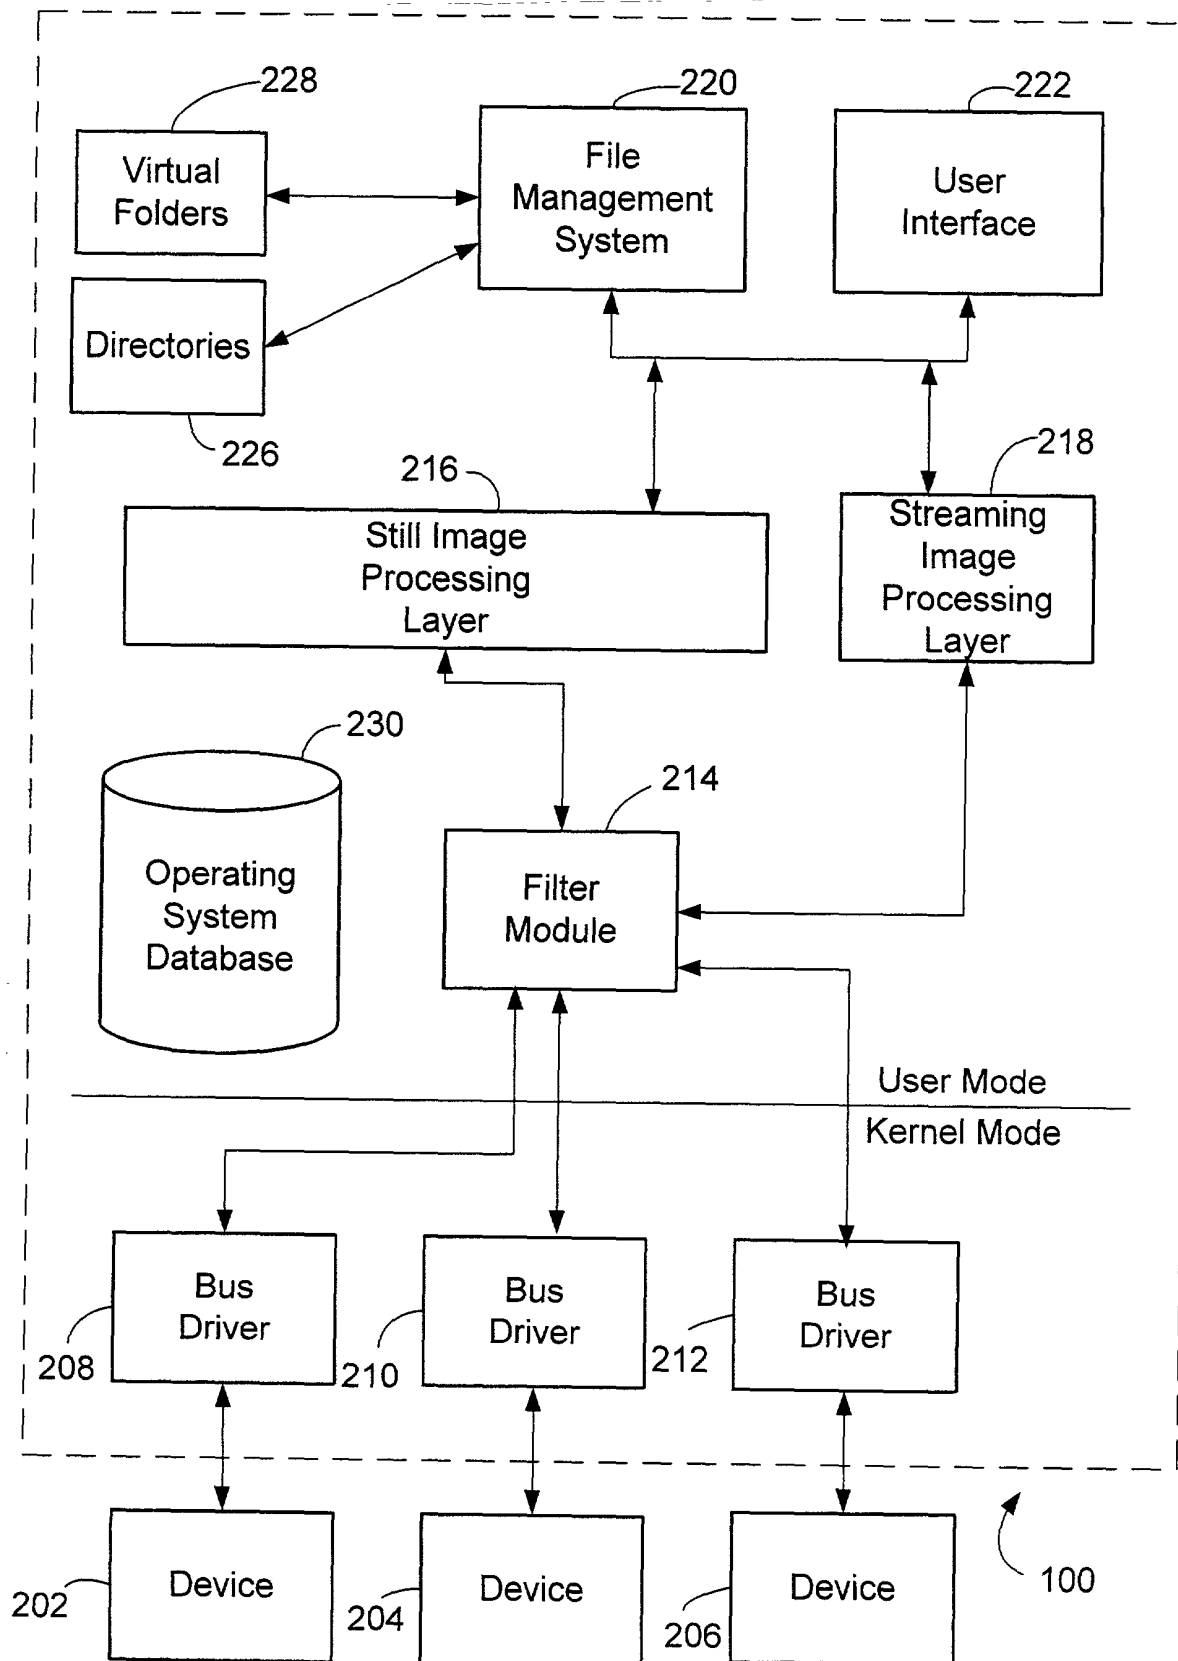 228
220
222
Virtual
Folders
File
Management
System
User
Interface
Directories
226
216
218
Still Image
Processing
Layer
Streaming
Image
Processing
Layer
230
214
Operating
System
Database
Filter
Module
User Mode
Kernel Mode
Bus
Driver
Bus
Driver
Bus
Driver
208
210
212
Device
Device
Device
202
204
206
100